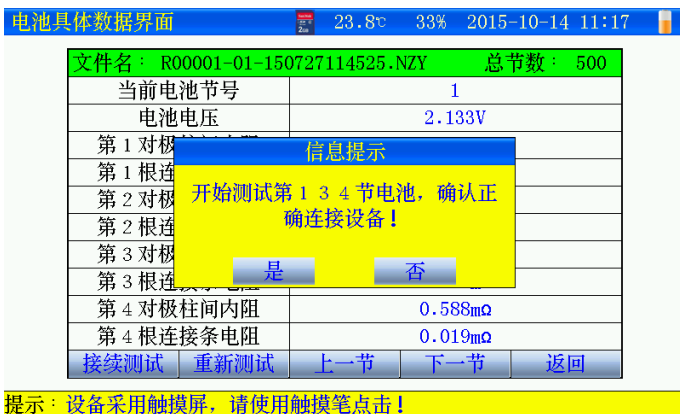 电池具体数据界面 23.8℃ 33% 2015-10-14 11:17
文件名： R00001-01-150727114525.NZY 总节数： 500
当前电池节号 1
电池电压 2.133V
第1对极
第1根连
第2对极
第2根连
第3对极
第3根连
信息提示
开始测试第134节电池，确认正
确连接设备！
是 否
第4对极柱间内阻 0.588mΩ
第4根连接条电阻 0.019mΩ
接续测试 重新测试 上一节 下一节 返回
提示：设备采用触摸屏，请使用触摸笔点击！